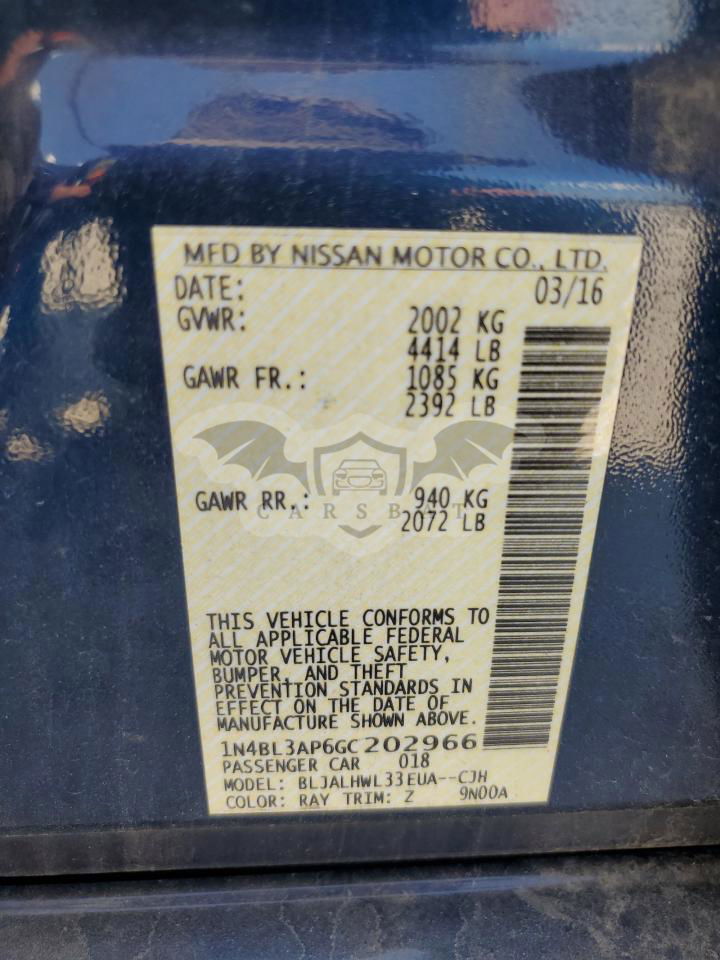 MFD BY NISSAN MOTOR CO., LTD.
DATE: 03/16
GVWR: 2002 KG
4414 LB
GAWR FR.: 1085 KG
2392 LB
GAWR RR.: 940 KG
CARSBAT
2072 LB
THIS VEHICLE CONFORMS TO
ALL APPLICABLE FEDERAL
MOTOR VEHICLE SAFETY,
BUMPER, AND THEFT
PREVENTION STANDARDS IN
EFFECT ON THE DATE OF
MANUFACTURE SHOWN ABOVE.
1N4BL3AP6GC202966
PASSENGER CAR 018
MODEL: BLJALHWL33EUA--CJH
COLOR: RAY TRIM: Z 9N00A